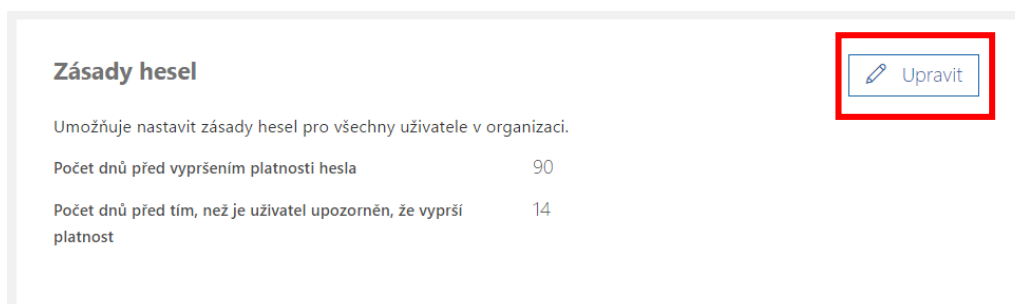 Zásady hesel
Upravit
Umožňuje nastavit zásady hesel pro všechny uživatele v organizaci.
Počet dnů před vypršením platnosti hesla 90
Počet dnů před tím, než je uživatel upozorněn, že vyprší 14
platnost